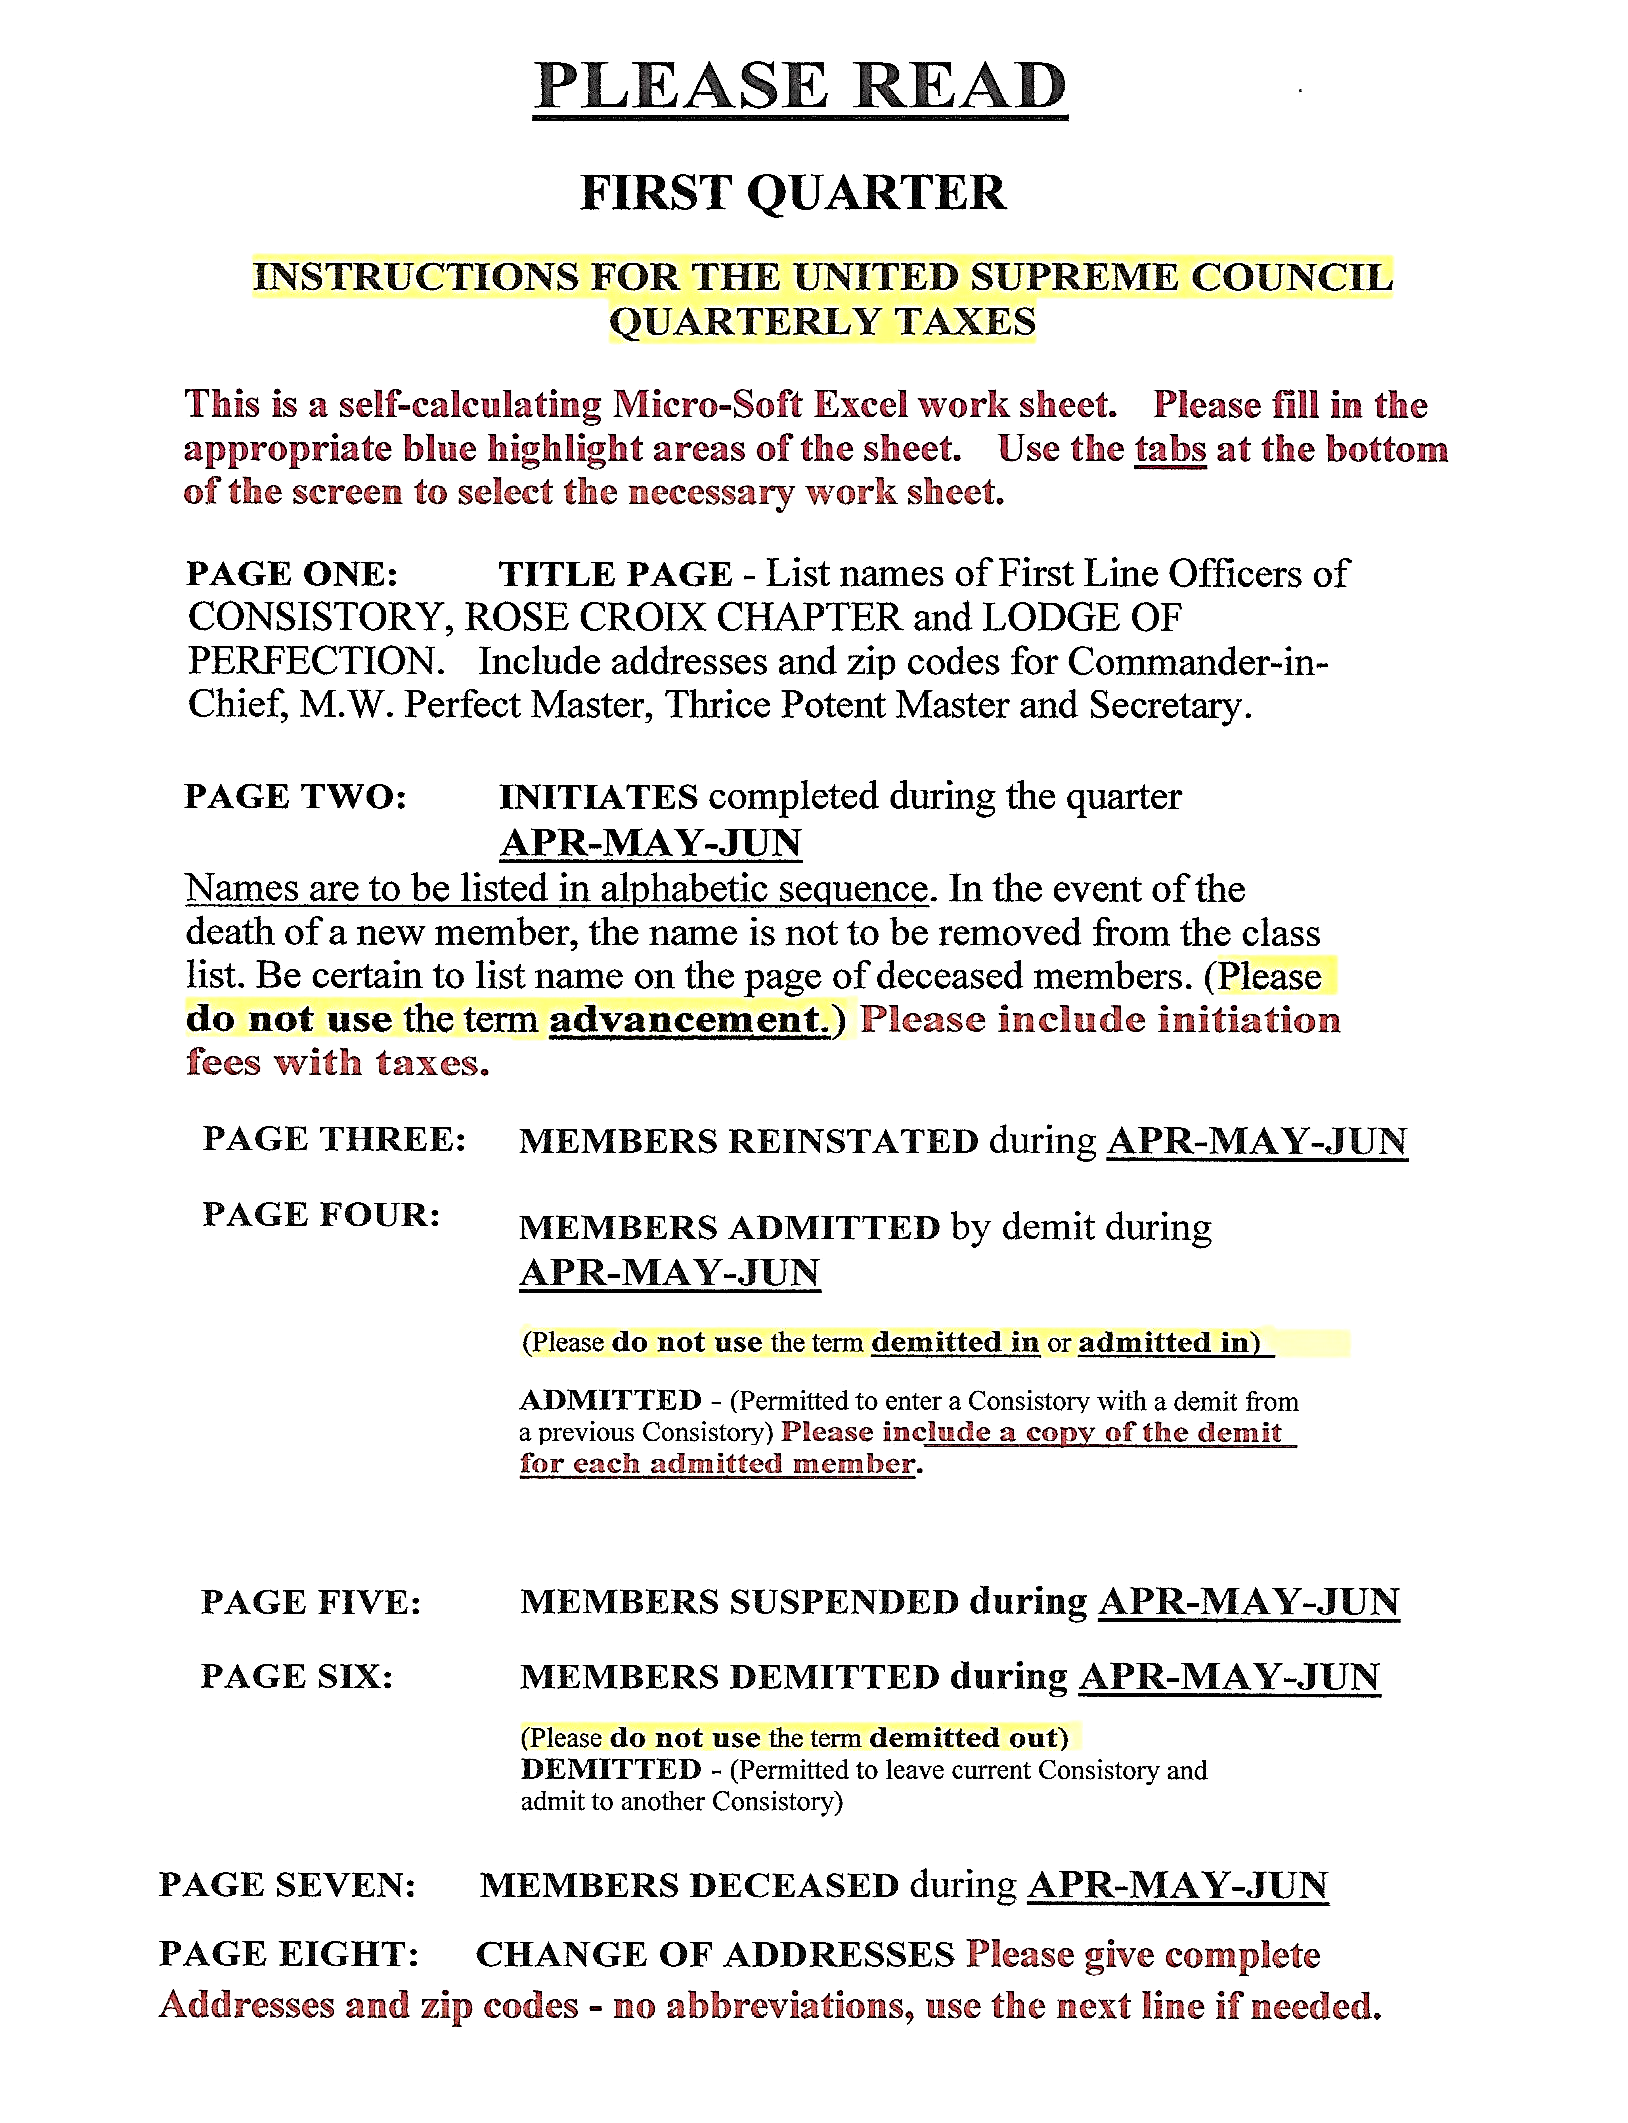 PLEASE READ
FIRST QUARTER
INSTRUCTIONS FOR THE UNITED SUPREME COUNCIL
QUARTERLY TAXES
This is a self-calculating Micro-Soft Excel work sheet. Please fill in the
appropriate blue highlight areas of the sheet. Use the tabs at the bottom
of the screen to select the necessary work sheet.
PAGE ONE: TITLE PAGE - List names of First Line Officers of
CONSISTORY, ROSE CROIX CHAPTER and LODGE OF
PERFECTION. Include addresses and zip codes for Commander-in-
Chief, M.W. Perfect Master, Thrice Potent Master and Secretary.
PAGE TWO: INITIATES completed during the quarter
APR-MAY-JUN
Names are to be listed in alphabetic sequence. In the event of the
death of a new member, the name is not to be removed from the class
list. Be certain to list name on the page of deceased members. (Please
do not use the term advancement.) Please include initiation
fees with taxes.
PAGE THREE: MEMBERS REINSTATED during APR-MAY-JUN
PAGE FOUR: MEMBERS ADMITTED by demit during
APR-MAY-JUN
(Please do not use the term demitted in or admitted in)
ADMITTED - (Permitted to enter a Consistory with a demit from
a previous Consistory) Please include a copy of the demit
for each admitted member.
PAGE FIVE: MEMBERS SUSPENDED during APR-MAY-JUN
PAGE SIX: MEMBERS DEMITTED during APR-MAY-JUN
(Please do not use the term demitted out)
DEMITTED - (Permitted to leave current Consistory and
admit to another Consistory)
PAGE SEVEN: MEMBERS DECEASED during APR-MAY-JUN
PAGE EIGHT: CHANGE OF ADDRESSES Please give complete
Addresses and zip codes - no abbreviations, use the next line if needed.